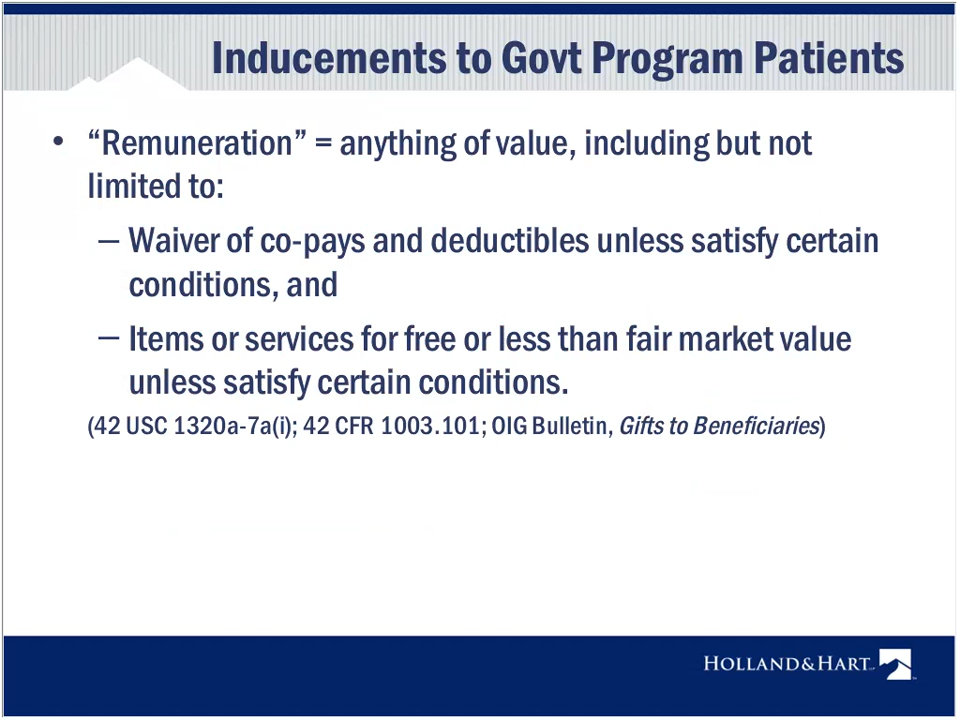 Inducements to Govt Program Patients
• “Remuneration” = anything of value, including but not
limited to:
– Waiver of co-pays and deductibles unless satisfy certain
conditions, and
– Items or services for free or less than fair market value
unless satisfy certain conditions.
(42 USC 1320a-7a(i); 42 CFR 1003.101; OIG Bulletin, Gifts to Beneficiaries)
HOLLAND&HART